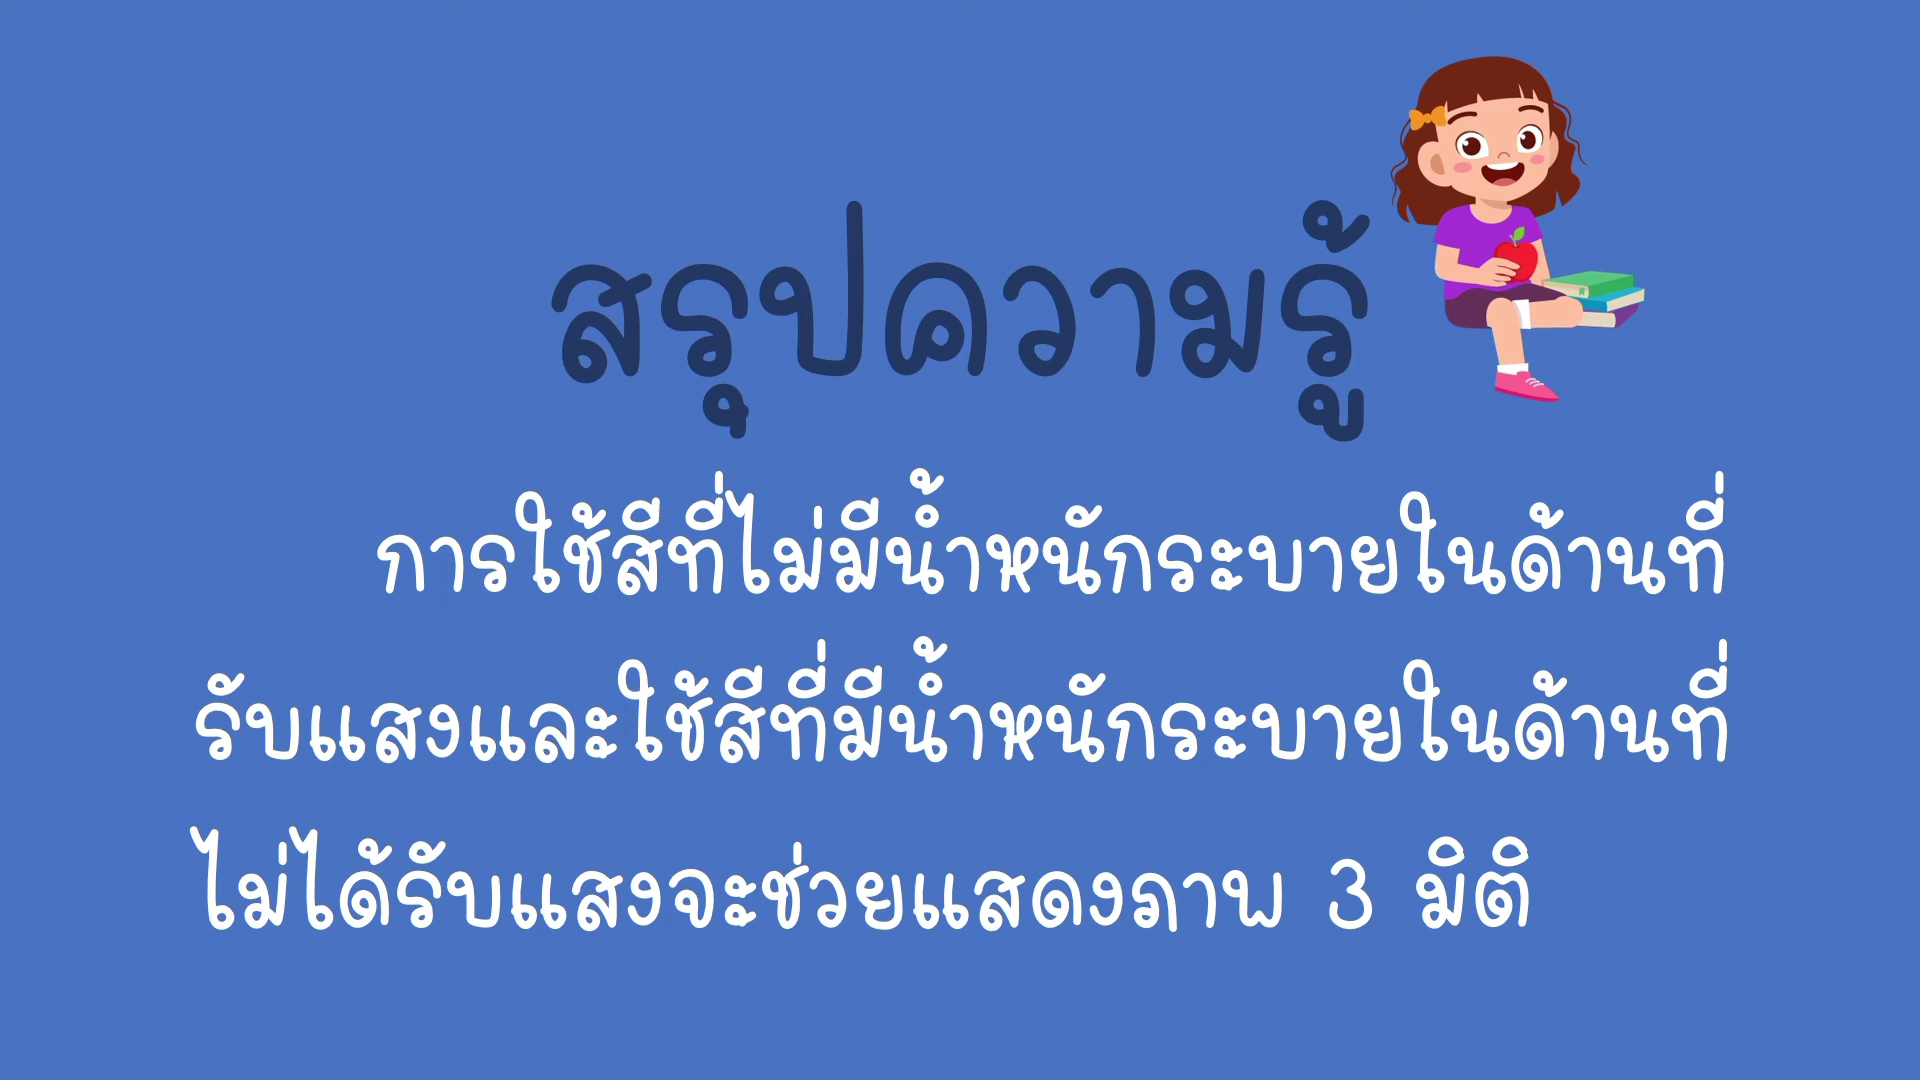 สรุปความรู้
การใช้สีที่ไม่มีน้ำหนักระบายในด้านที่
รับแสงและใช้สีที่มีน้ำหนักระบายในด้านที่
ไม่ได้รับแสงจะช่วยแสดงภาพ 3 มิติ